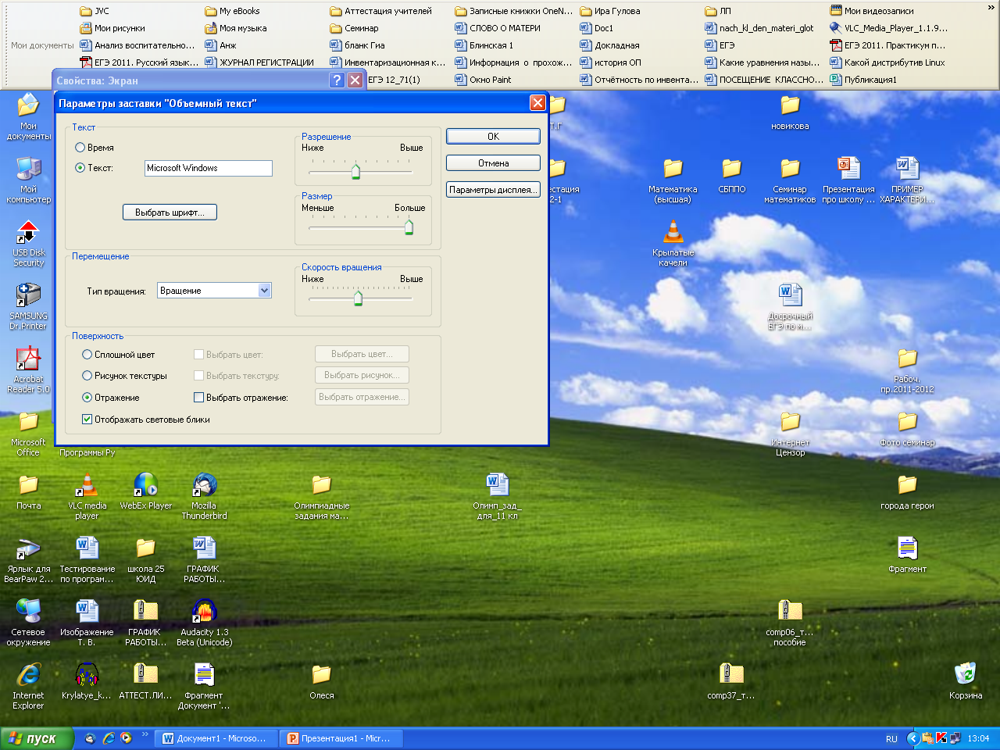 JVC
My eBooks
Аттестация учителей
Записные книжки OneN...
Ира Гулова
ЛП
Мои видеозаписи
Мои рисунки
Моя музыка
Семинар
СЛОВО О МАТЕРИ
Doc1
nach_kl_den_materi_glot
VLC_Media_Player_1.1.9...
Мои документы
Анализ воспитательно...
Анж
бланк Гиа
Блинская 1
Докладная
ЕГЭ
ЕГЭ 2011. Практикум п...
ЕГЭ 2011. Русский язык...
ЖУРНАЛ РЕГИСТРАЦИИ
Инвентаризационная к...
Информация о прохож...
история ОП
Какие уравнения назы...
Какой дистрибутив Linux
ЕГЭ 12_71(1)
Окно Paint
Отчётность по инвента...
ПОСЕЩЕНИЕ КЛАССНО...
Публикация1
Свойства: Экран
Параметры заставки "Объемный текст"
Текст
Время
Текст:
Microsoft Windows
Выбрать шрифт...
Разрешение
Ниже
Выше
Размер
Меньше
Больше
OK
Отмена
Параметры дисплея...
Перемещение
Тип вращения:
Вращение
Скорость вращения
Ниже
Выше
Поверхность
Сплошной цвет
Выбрать цвет:
Выбрать цвет...
Рисунок текстуры
Выбрать текстуру:
Выбрать рисунок...
Отражение
Выбрать отражение:
Выбрать отражение...
Отображать световые блики
Мои
документы
Мой
компьютер
USB Disk
Security
SAMSUNG
Dr.Printer
Acrobat
Reader 5.0
Microsoft
Office
Программы Ру
Т.Г
новикова
Математика
(высшая)
СБППО
Семинар
математиков
Презентация
про школу ...
ПРИМЕР
ХАРАКТЕРИ...
Крылатые
качели
Досрочный
ЕГЭ по м...
Рабоч.
пр.2011-2012
Интернет
Цензор
Фото семинар
Почта
VLC media
player
WebEx Player
Mozilla
Thunderbird
Олимпиадные
задания ма...
Олимп_зад_
для_11 кл
города герои
Ярлык для
BearPaw 2...
Тестирование
по програм...
школа 25
ЮИД
ГРАФИК
РАБОТЫ...
Фрагмент
Сетевое
окружение
Изображение
Т. В.
ГРАФИК
РАБОТЫ...
Audacity 1.3
Beta (Unicode)
comp06_т...
пособие
Internet
Explorer
Krylatye_k...
АТТЕСТ.ЛИ...
Фрагмент
Документ '...
Олеся
comp37_т...
Корзина
пуск
Документ1 - Microso...
Презентация1 - Micr...
RU
13:04